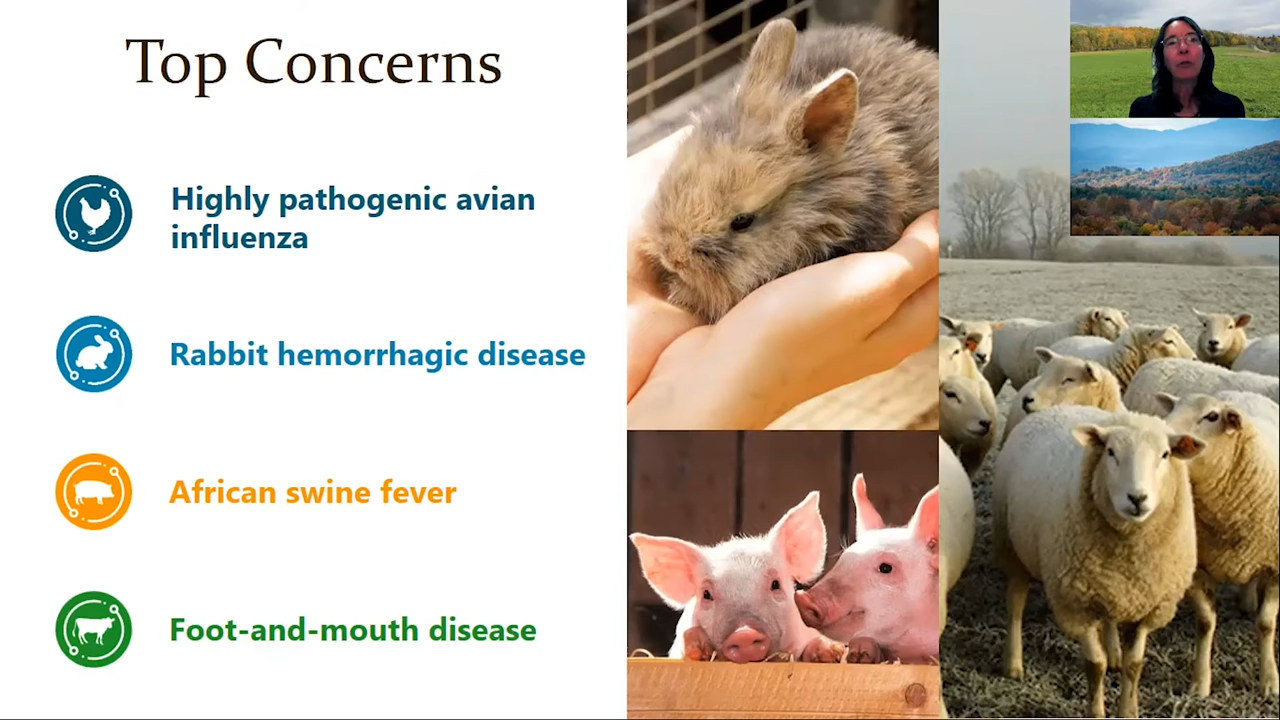 Top Concerns
Highly pathogenic avian
influenza
Rabbit hemorrhagic disease
African swine fever
Foot-and-mouth disease